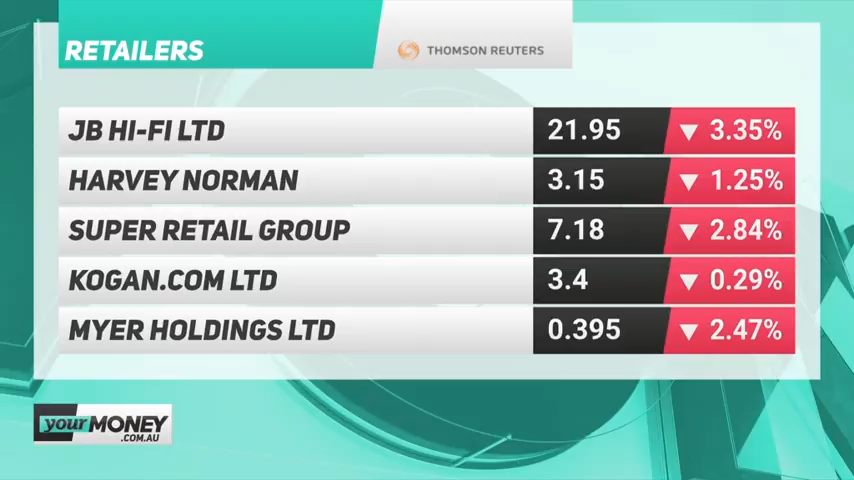 RETAILERS
THOMSON REUTERS
JB HI-FI LTD 21.95 ▼ 3.35%
HARVEY NORMAN 3.15 ▼ 1.25%
SUPER RETAIL GROUP 7.18 ▼ 2.84%
KOGAN.COM LTD 3.4 ▼ 0.29%
MYER HOLDINGS LTD 0.395 ▼ 2.47%
yourMONEY
.COM.AU